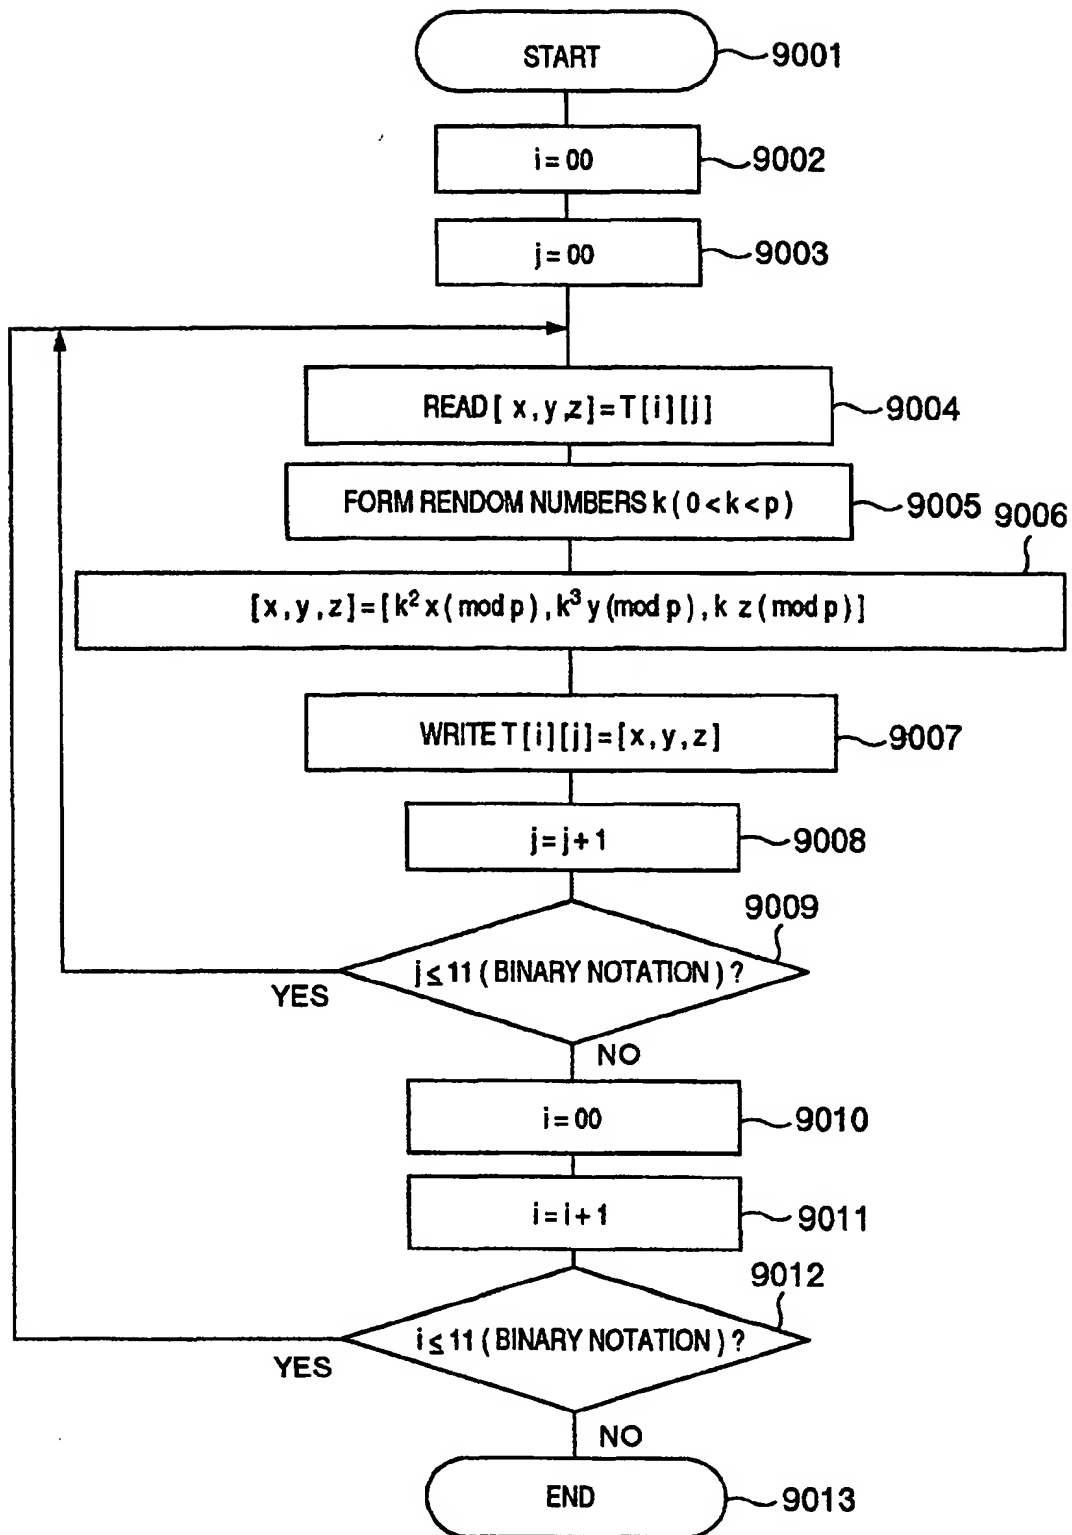 START
9001
i = 00
9002
j = 00
9003
READ [ x , y ,z ] = T [ i ] [ j ]
9004
FORM RENDOM NUMBERS k ( 0 < k < p )
9005
9006
[ x , y , z ] = [ k² x ( mod p ) , k³ y ( mod p ) , k z ( mod p ) ]
WRITE T [ i ] [ j ] = [ x , y , z ]
9007
j = j + 1
9008
9009
j ≤ 11 ( BINARY NOTATION ) ?
YES
NO
i = 00
9010
i = i + 1
9011
9012
i ≤ 11 ( BINARY NOTATION ) ?
YES
NO
END
9013